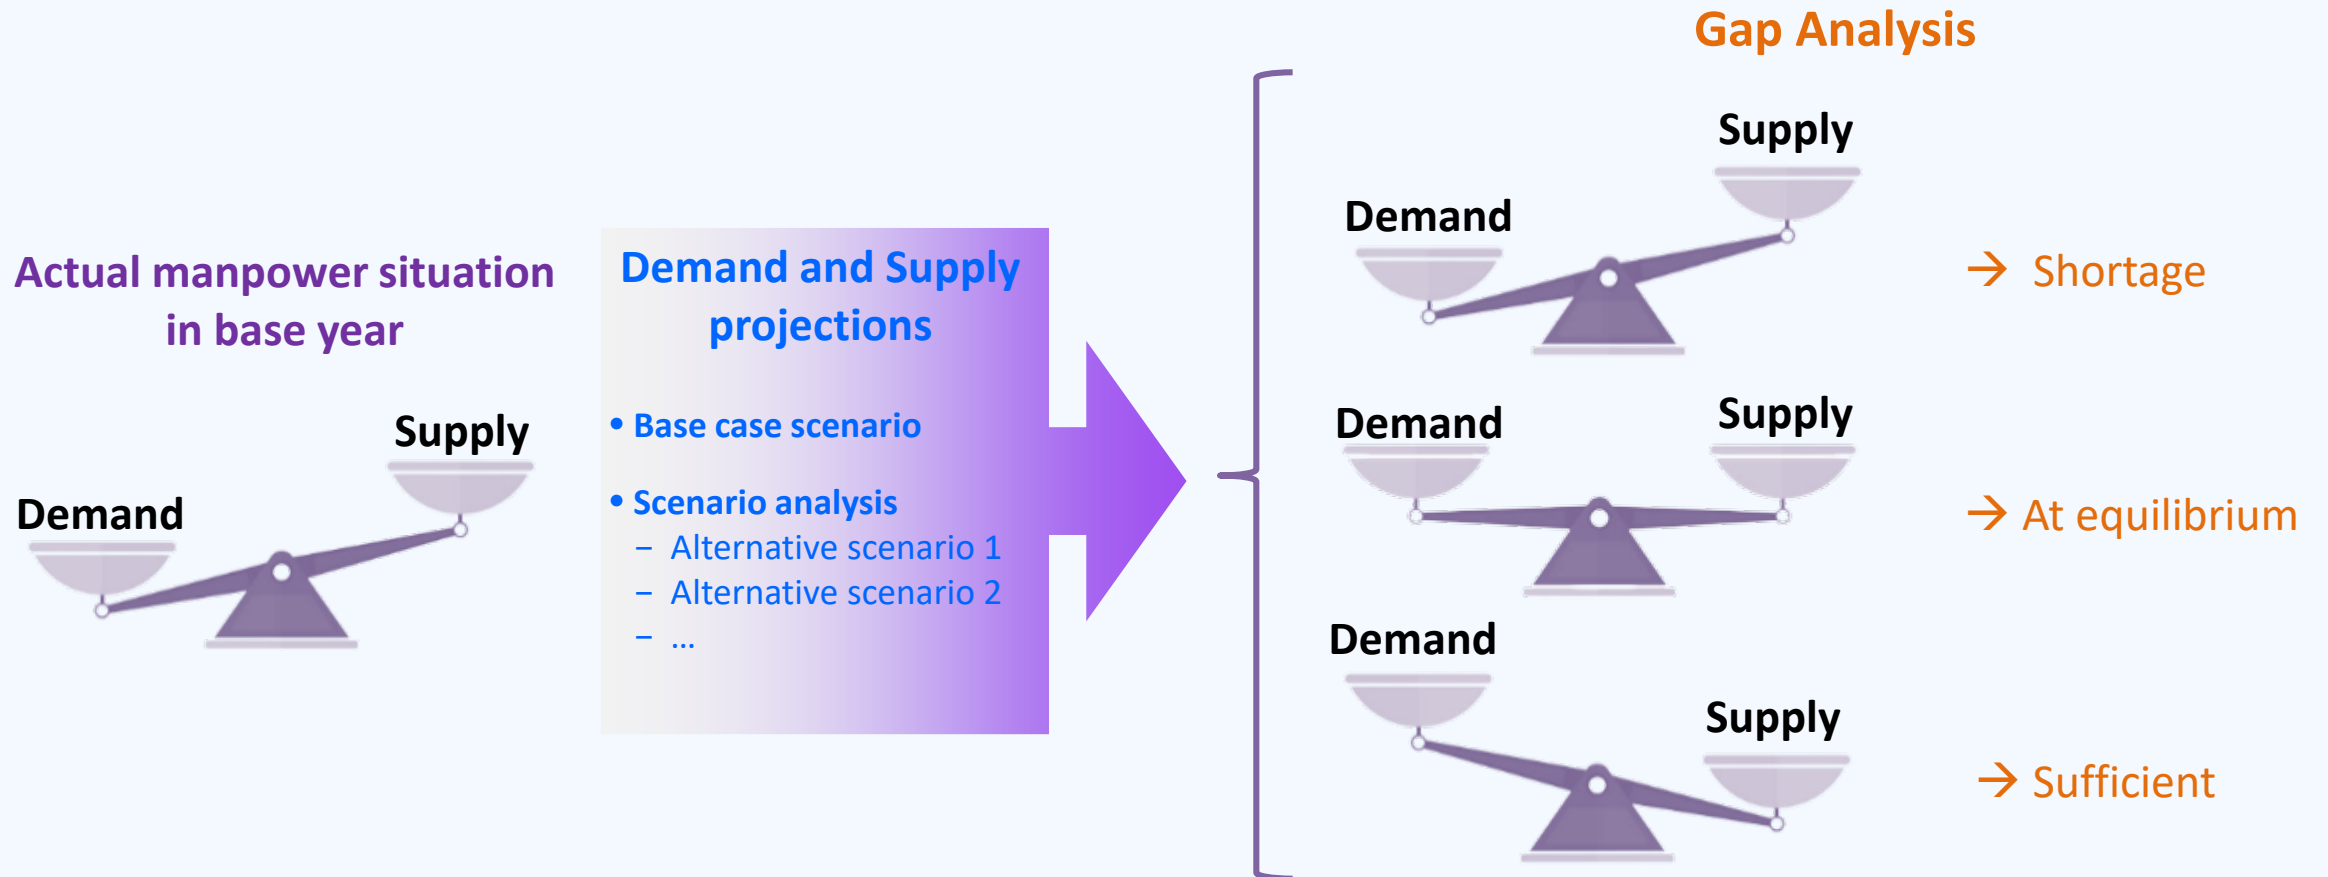 Actual manpower situation
in base year
Supply
Demand
Demand and Supply
projections
• Base case scenario
• Scenario analysis
– Alternative scenario 1
– Alternative scenario 2
– ...
Gap Analysis
Supply
Demand
→ Shortage
Demand
Supply
→ At equilibrium
Demand
Supply
→ Sufficient